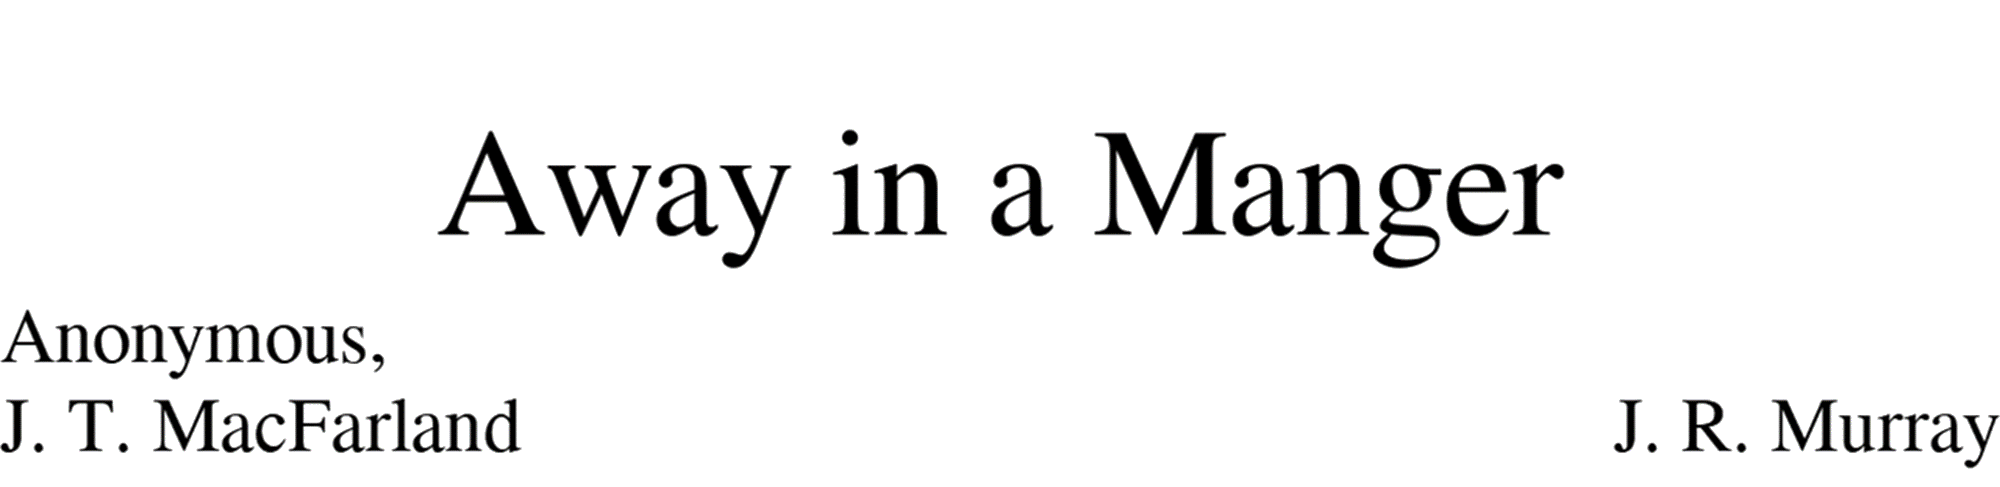 Away in a Manger
Anonymous,
J. T. MacFarland
J. R. Murray